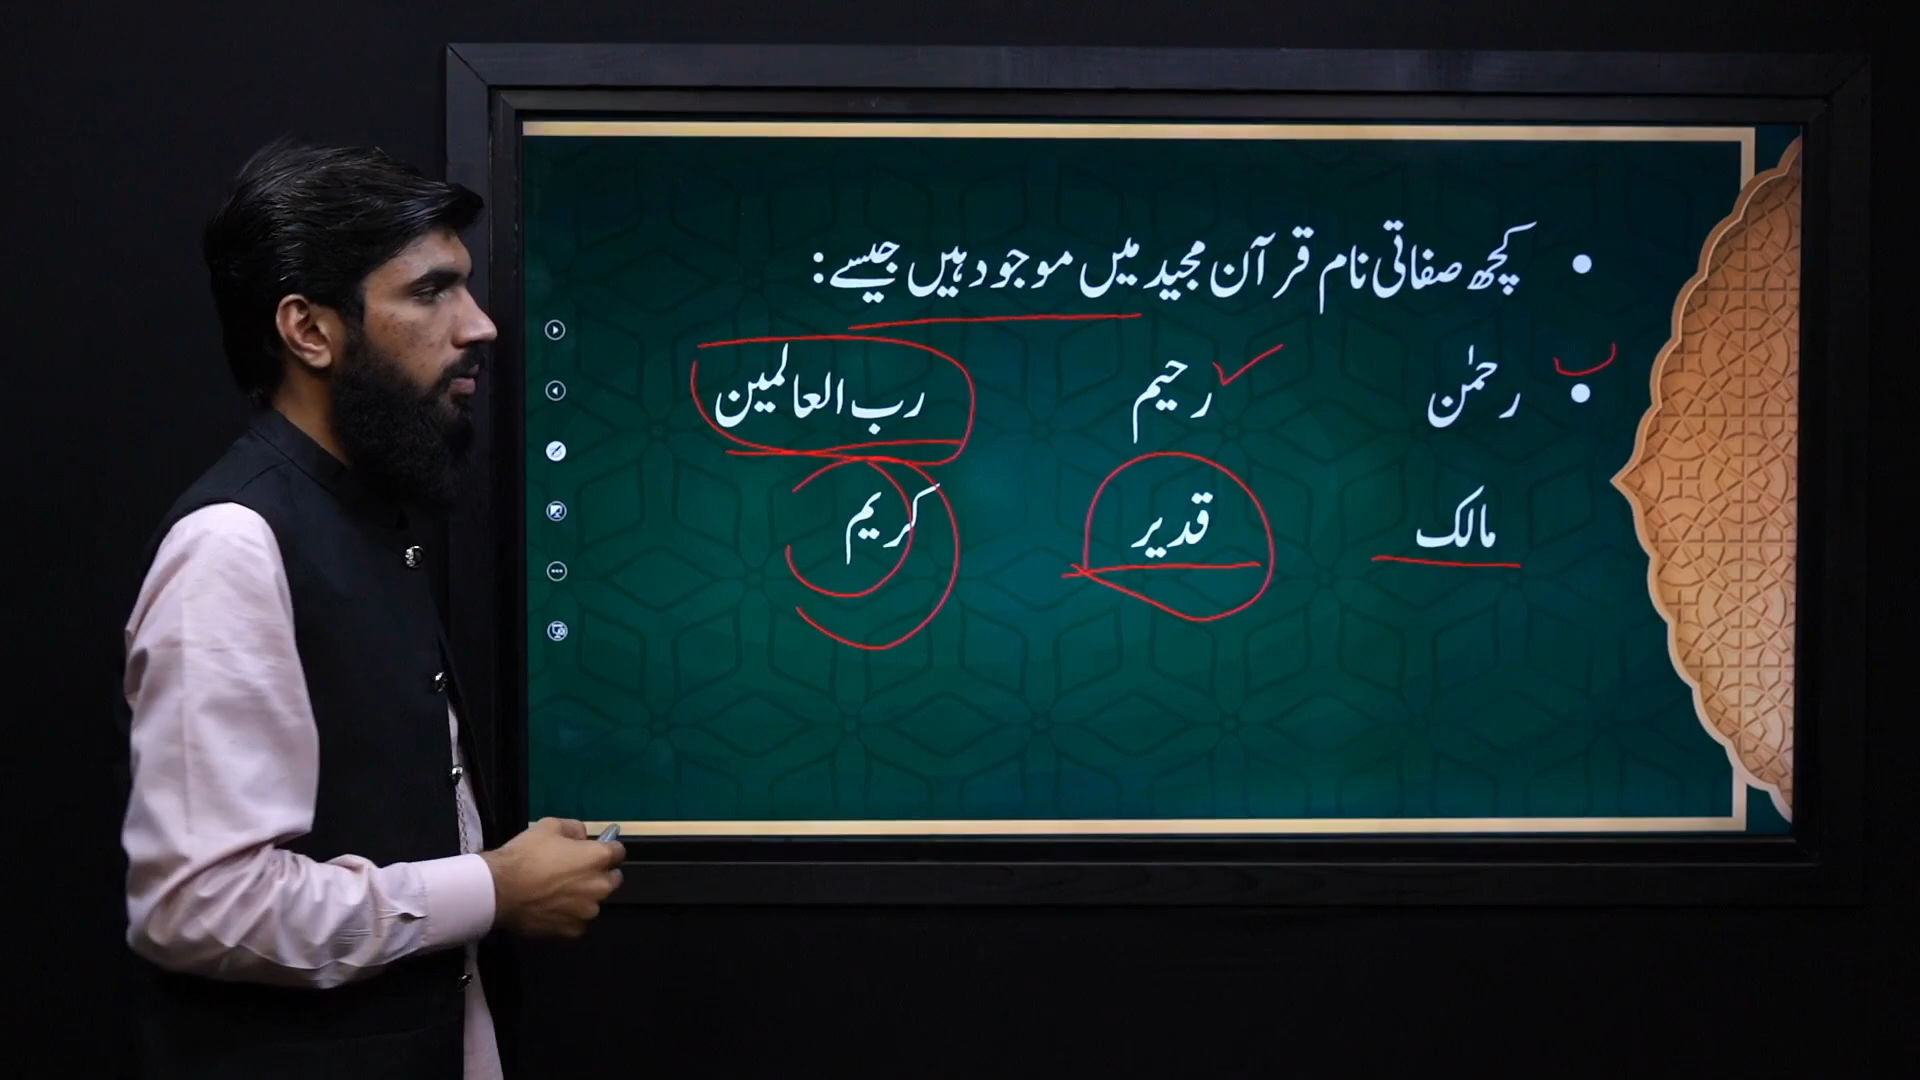 • کچھ صفاتی نام قرآن مجید میں موجود ہیں جیسے:
• رحمٰن رحیم رب العالمین
مالک قدیر کریم